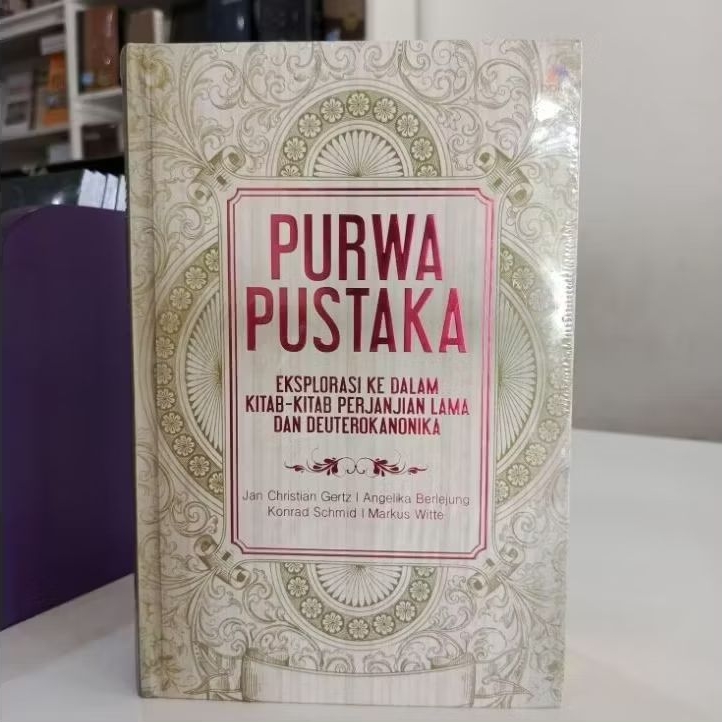 PURWA
PUSTAKA
EKSPLORASI KE DALAM
KITAB-KITAB PERJANJIAN LAMA
DAN DEUTEROKANONIKA
Jan Christian Gertz | Angelika Berlejung
Konrad Schmid | Markus Witte